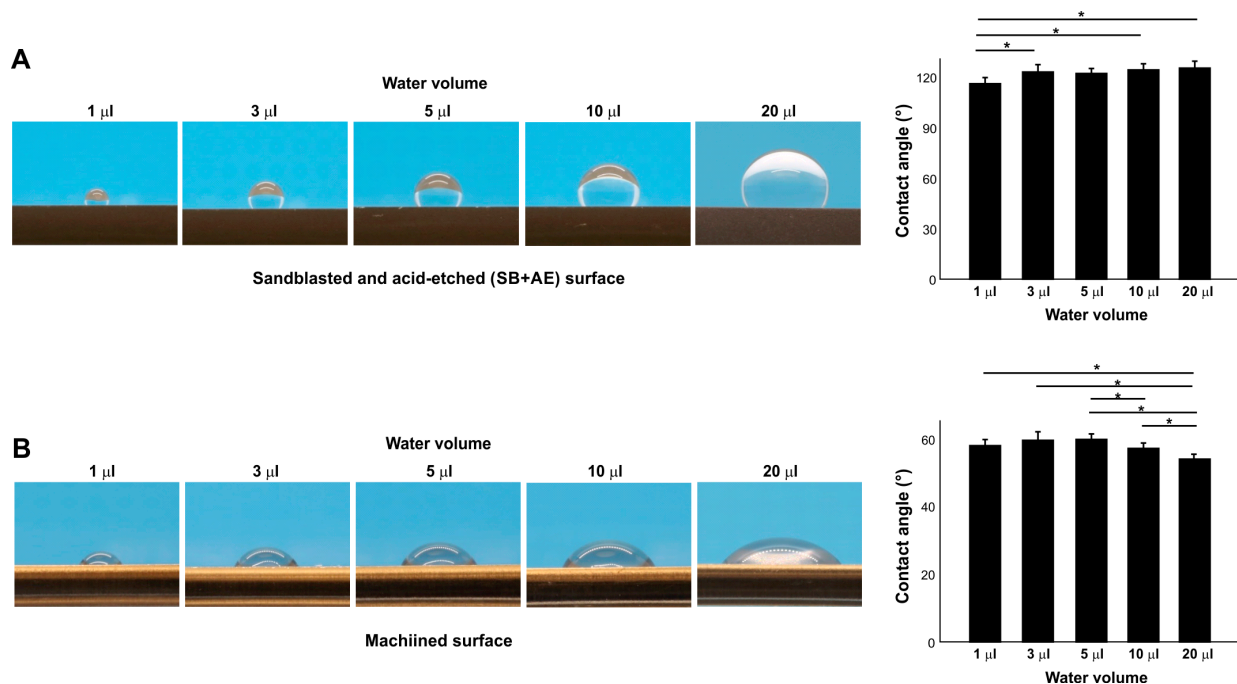 A
Water volume
1 μl 3 μl 5 μl 10 μl 20 μl
Sandblasted and acid-etched (SB+AE) surface
* 
*
*
Contact angle (°)
120
90
60
30
0
1 μl 3 μl 5 μl 10 μl 20 μl
Water volume
B
Water volume
1 μl 3 μl 5 μl 10 μl 20 μl
Machiined surface
*
*
*
*
*
Contact angle (°)
60
40
20
0
1 μl 3 μl 5 μl 10 μl 20 μl
Water volume